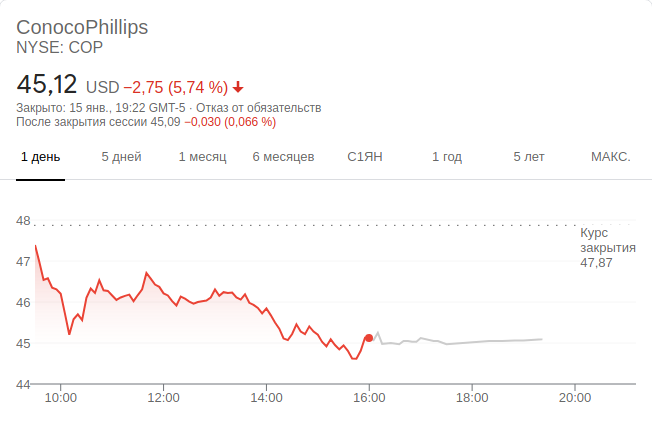 ConocoPhillips
NYSE: COP
45,12 USD −2,75 (5,74 %)
Закрыто: 15 янв., 19:22 GMT-5 · Отказ от обязательств
После закрытия сессии 45,09 −0,030 (0,066 %)
1 день 5 дней 1 месяц 6 месяцев С1ЯН 1 год 5 лет МАКС.
48
Курс
закрытия
47,87
47
46
45
44
10:00 12:00 14:00 16:00 18:00 20:00